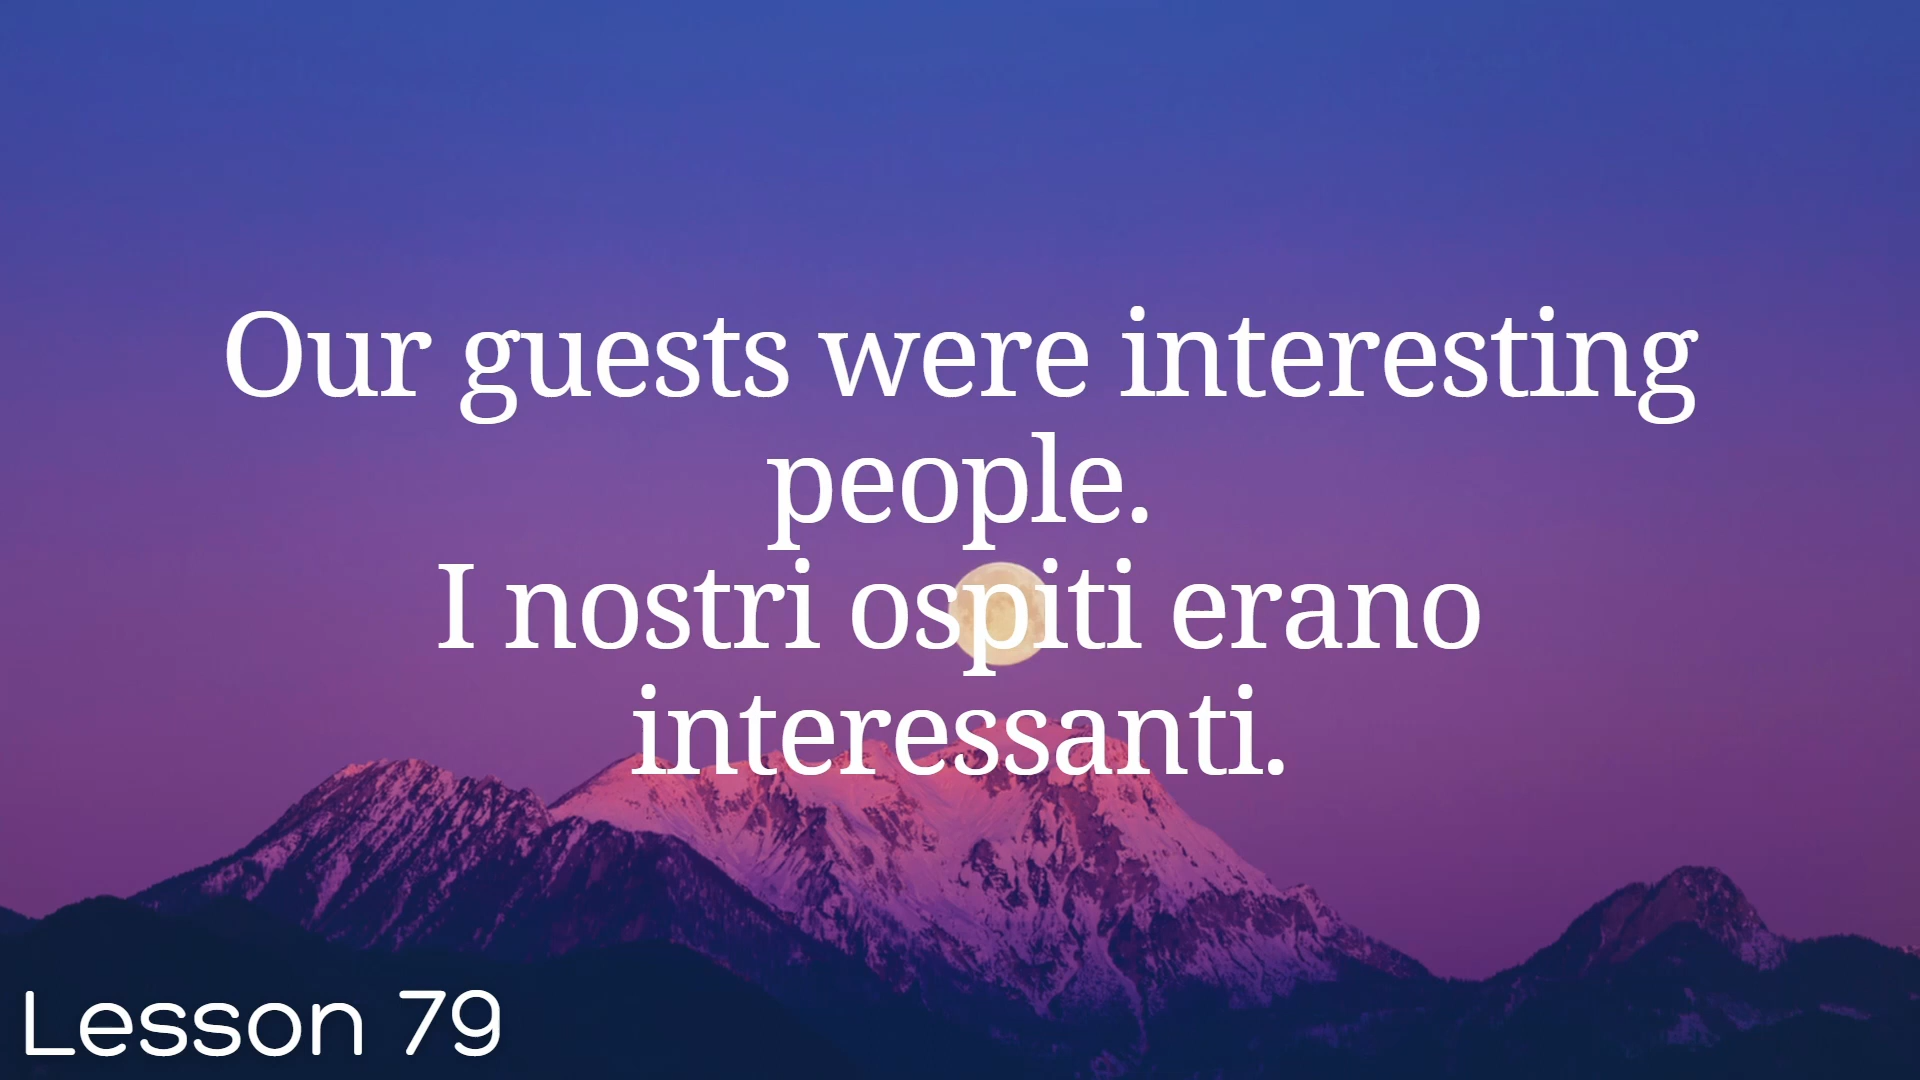 Our guests were interesting
people.
I nostri ospiti erano
interessanti.
Lesson 79